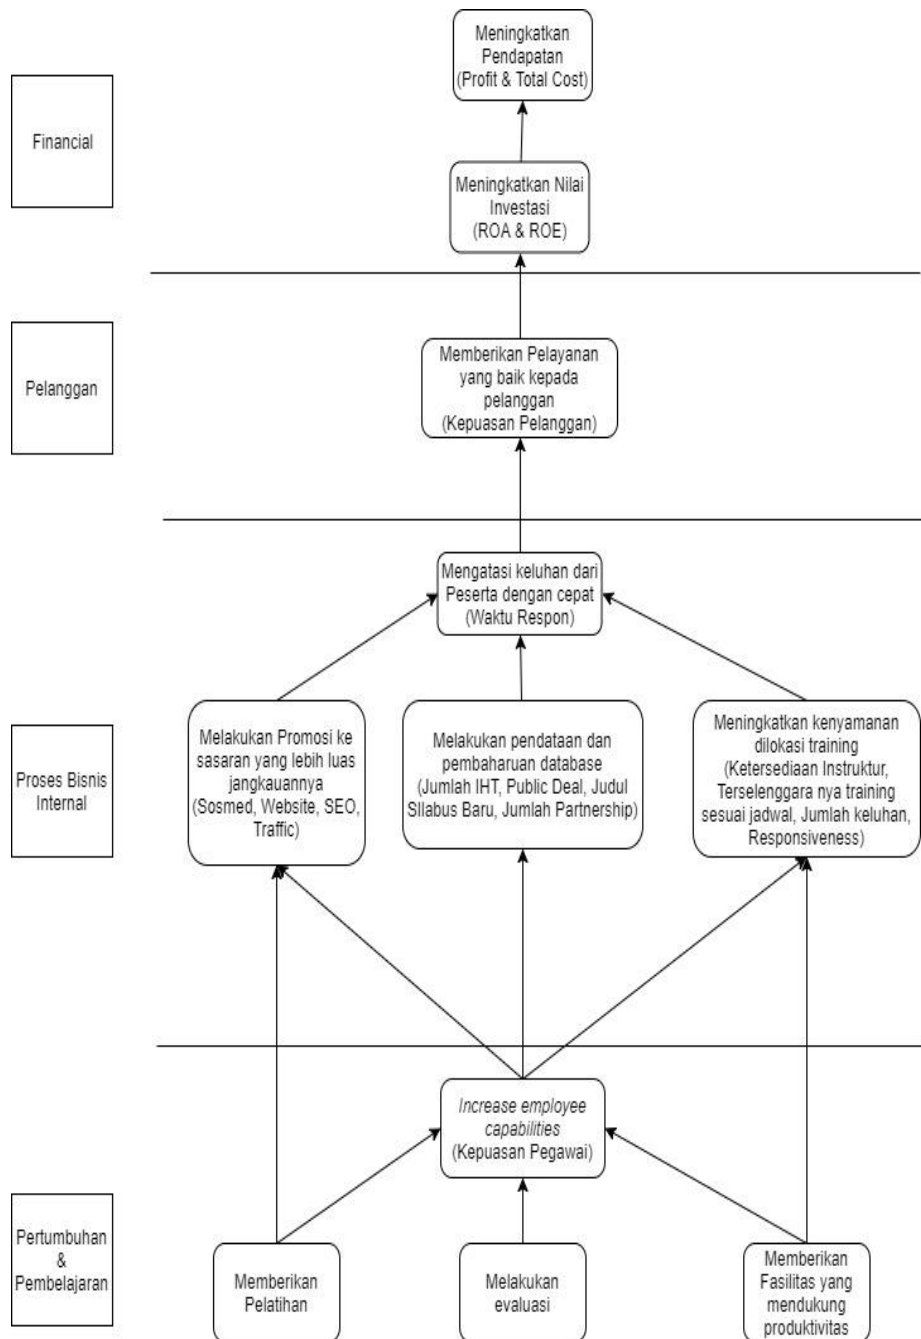 Meningkatkan
Pendapatan
(Profit & Total Cost)
Financial
Meningkatkan Nilai
Investasi
(ROA & ROE)
Pelanggan
Memberikan Pelayanan
yang baik kepada
pelanggan
(Kepuasan Pelanggan)
Mengatasi keluhan dari
Peserta dengan cepat
(Waktu Respon)
Proses Bisnis
Internal
Melakukan Promosi ke
sasaran yang lebih luas
jangkauannya
(Sosmed, Website, SEO,
Traffic)
Melakukan pendataan dan
pembaharuan database
(Jumlah IHT, Public Deal, Judul
Silabus Baru, Jumlah Partnership)
Meningkatkan kenyamanan
dilokasi training
(Ketersediaan Instruktur,
Terselenggara nya training
sesuai jadwal, Jumlah keluhan,
Responsiveness)
Increase employee
capabilities
(Kepuasan Pegawai)
Pertumbuhan
&
Pembelajaran
Memberikan
Pelatihan
Melakukan
evaluasi
Memberikan
Fasilitas yang
mendukung
produktivitas